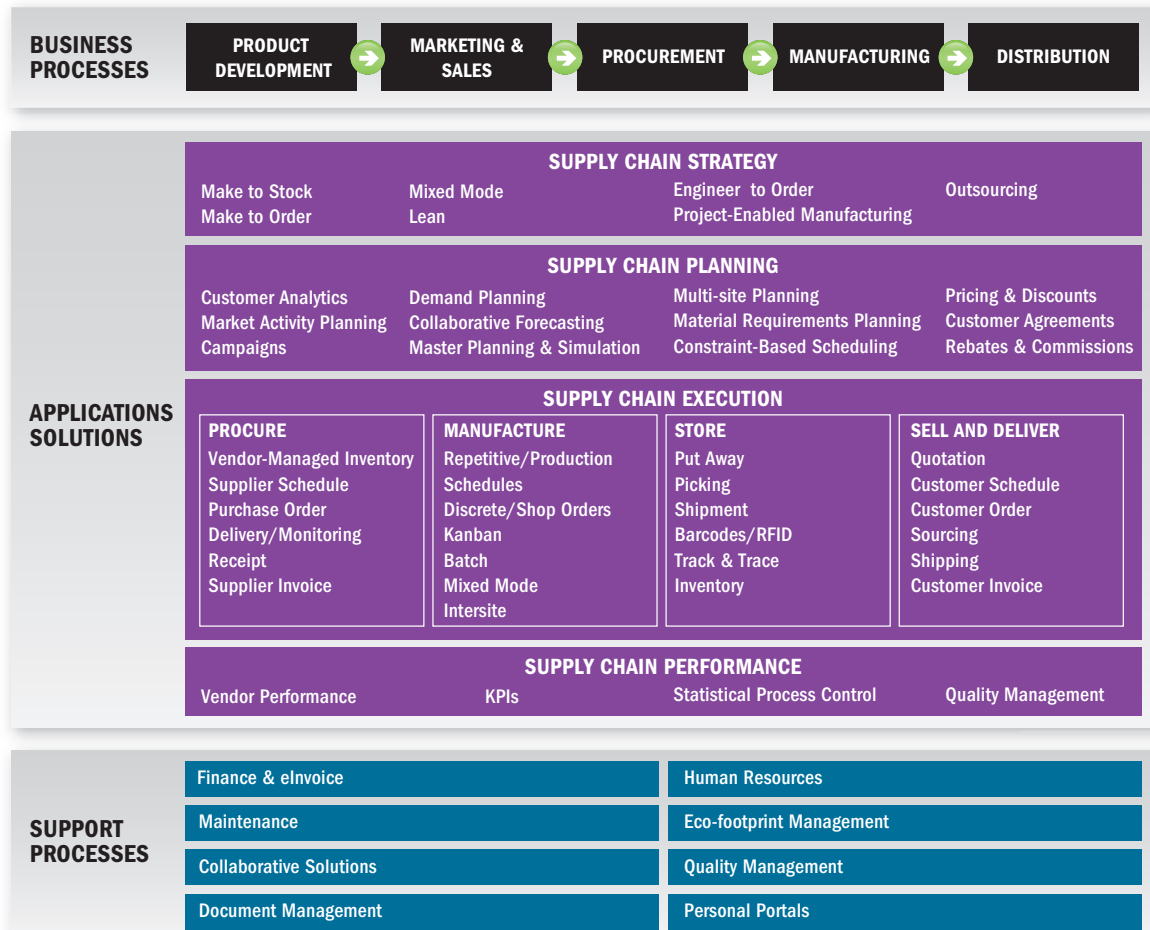 BUSINESS
PROCESSES
PRODUCT
DEVELOPMENT
MARKETING &
SALES
PROCUREMENT
MANUFACTURING
DISTRIBUTION
APPLICATIONS
SOLUTIONS
SUPPLY CHAIN STRATEGY
Make to Stock
Make to Order
Mixed Mode
Lean
Engineer to Order
Project-Enabled Manufacturing
Outsourcing
SUPPLY CHAIN PLANNING
Customer Analytics
Market Activity Planning
Campaigns
Demand Planning
Collaborative Forecasting
Master Planning & Simulation
Multi-site Planning
Material Requirements Planning
Constraint-Based Scheduling
Pricing & Discounts
Customer Agreements
Rebates & Commissions
SUPPLY CHAIN EXECUTION
PROCURE
Vendor-Managed Inventory
Supplier Schedule
Purchase Order
Delivery/Monitoring
Receipt
Supplier Invoice
MANUFACTURE
Repetitive/Production
Schedules
Discrete/Shop Orders
Kanban
Batch
Mixed Mode
Intersite
STORE
Put Away
Picking
Shipment
Barcodes/RFID
Track & Trace
Inventory
SELL AND DELIVER
Quotation
Customer Schedule
Customer Order
Sourcing
Shipping
Customer Invoice
SUPPLY CHAIN PERFORMANCE
Vendor Performance
KPIs
Statistical Process Control
Quality Management
SUPPORT
PROCESSES
Finance & eInvoice
Human Resources
Maintenance
Eco-footprint Management
Collaborative Solutions
Quality Management
Document Management
Personal Portals